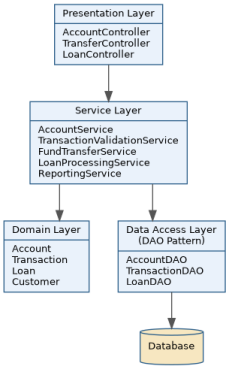 Presentation Layer
AccountController
TransferController
LoanController
Service Layer
AccountService
TransactionValidationService
FundTransferService
LoanProcessingService
ReportingService
Domain Layer
Account
Transaction
Loan
Customer
Data Access Layer
(DAO Pattern)
AccountDAO
TransactionDAO
LoanDAO
Database